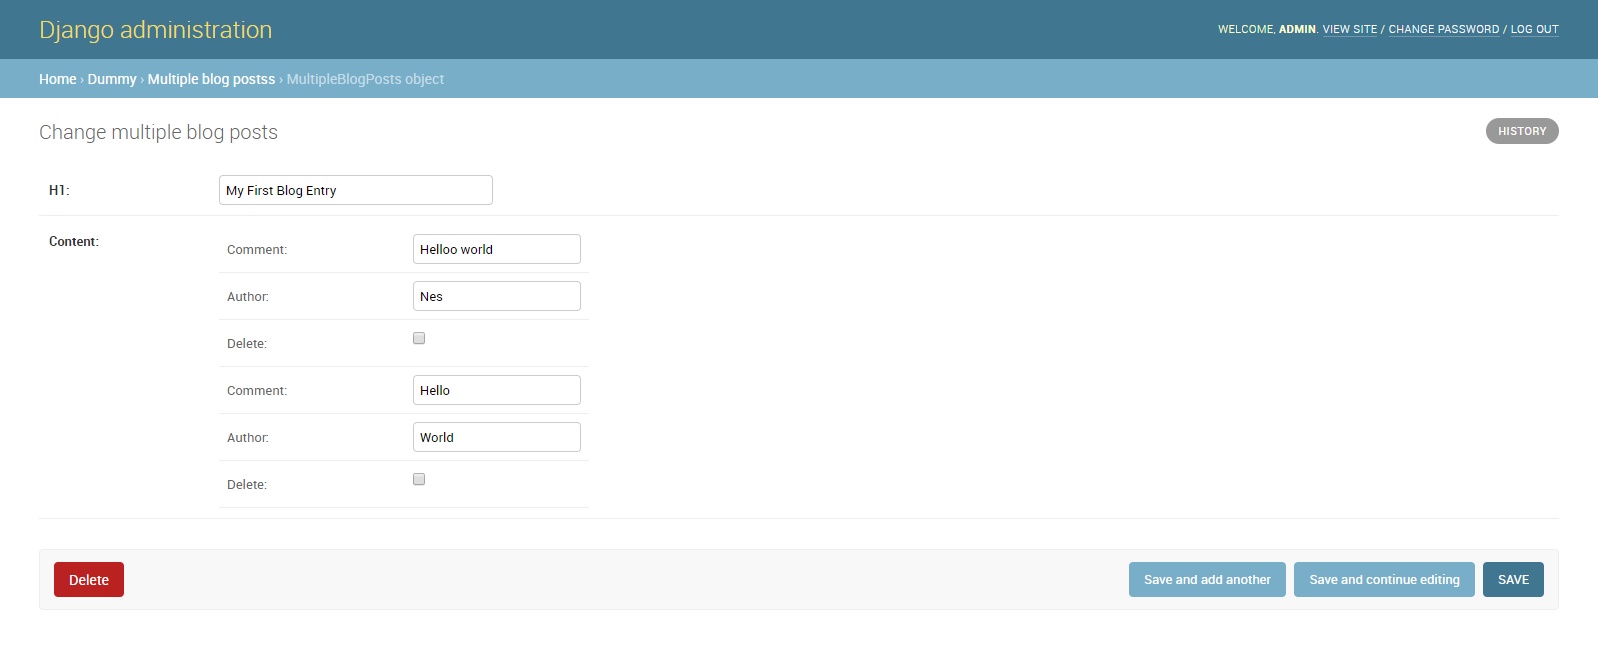 Django administration
WELCOME, ADMIN. VIEW SITE / CHANGE PASSWORD / LOG OUT
Home › Dummy › Multiple blog postss › MultipleBlogPosts object
Change multiple blog posts
HISTORY
H1:
My First Blog Entry
Content:
Comment:
Helloo world
Author:
Nes
Delete:
Comment:
Hello
Author:
World
Delete:
Delete
Save and add another
Save and continue editing
SAVE